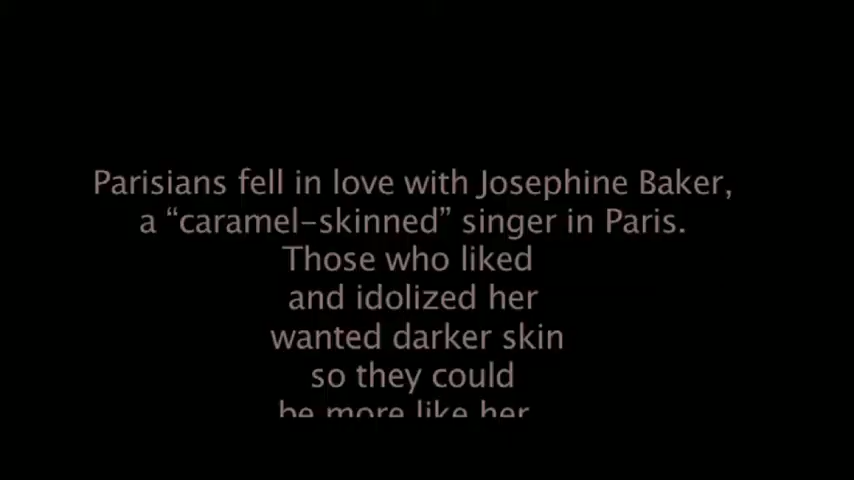 Parisians fell in love with Josephine Baker,
a “caramel-skinned” singer in Paris.
Those who liked
and idolized her
wanted darker skin
so they could
be more like her